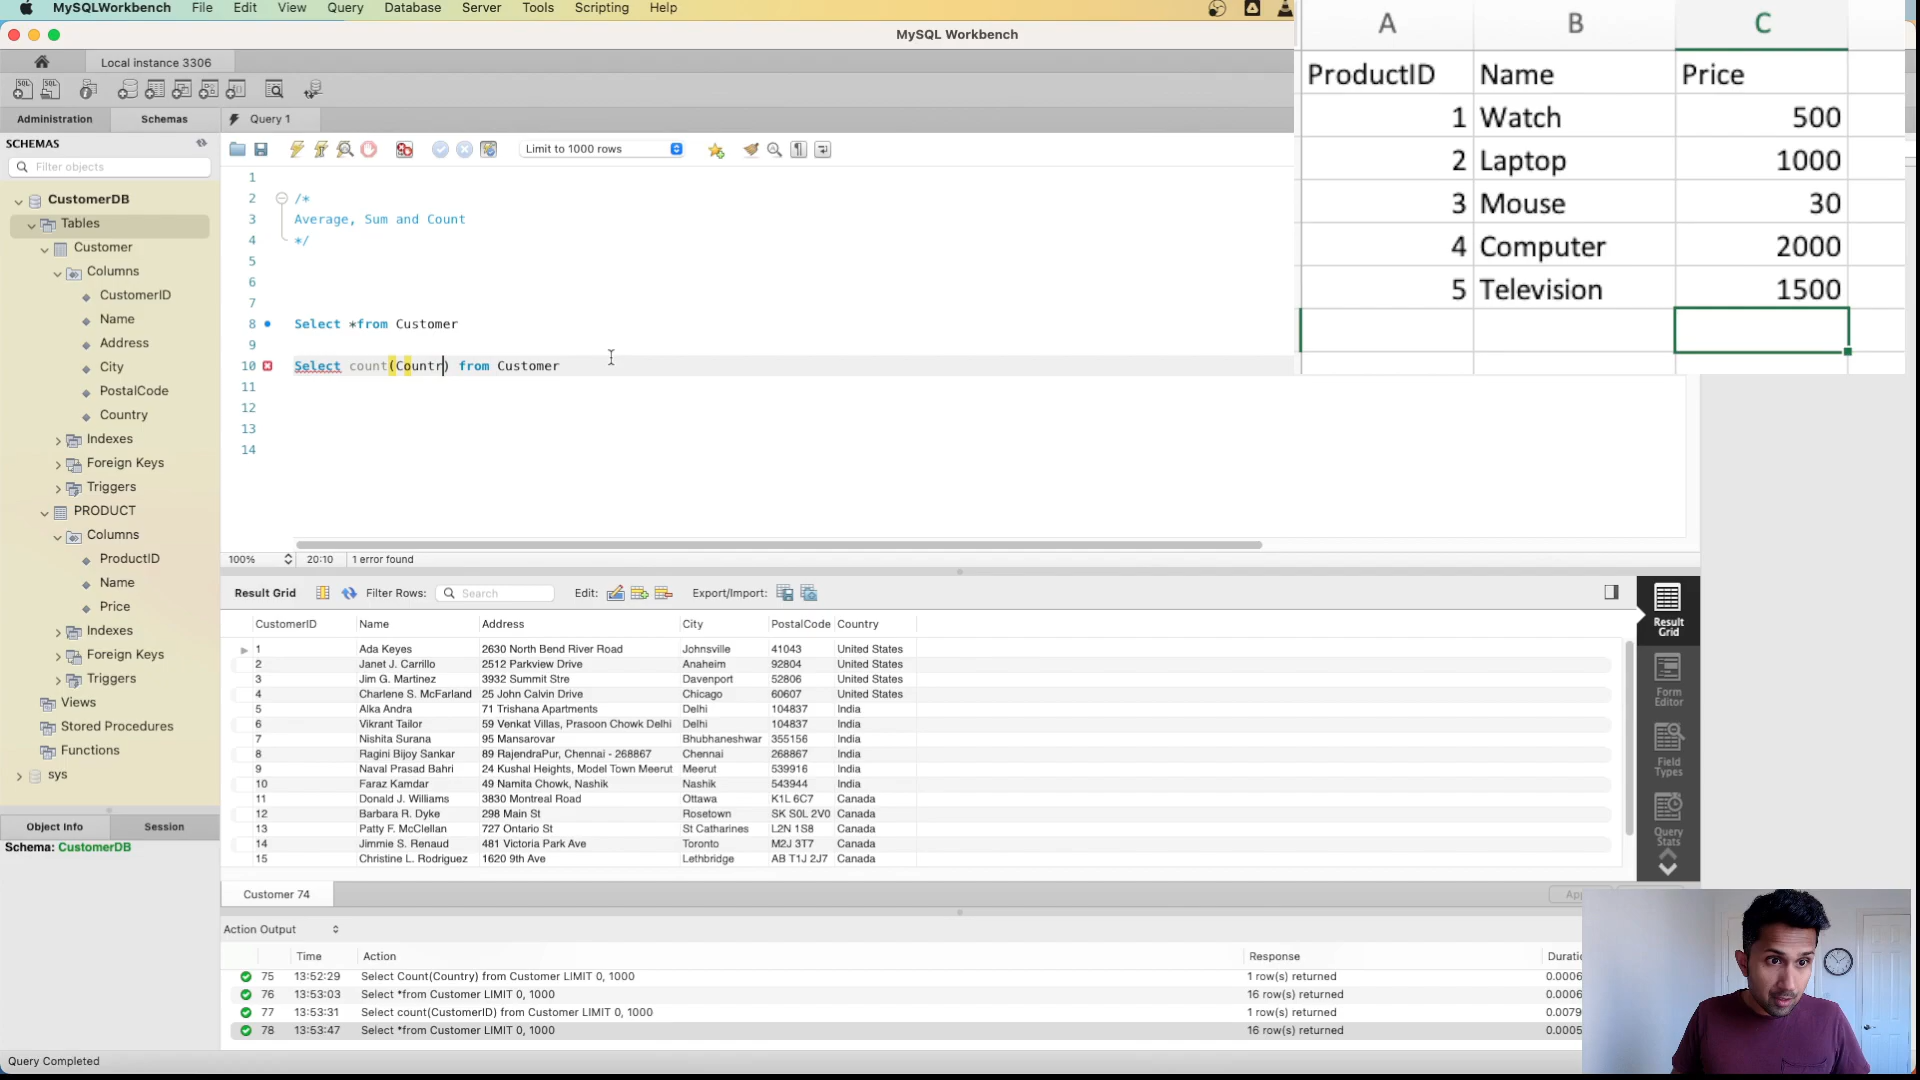 MySQLWorkbench File Edit View Query Database Server Tools Scripting Help
MySQL Workbench
Local instance 3306
Administration Schemas Query 1
SCHEMAS
Filter objects
CustomerDB
Tables
Customer
Columns
CustomerID
Name
Address
City
PostalCode
Country
Indexes
Foreign Keys
Triggers
PRODUCT
Columns
ProductID
Name
Price
Indexes
Foreign Keys
Triggers
Views
Stored Procedures
Functions
sys
Object Info Session
Schema: CustomerDB
Limit to 1000 rows
1
2 /*
3 Average, Sum and Count
4 */
5
6
7
8 Select *from Customer
9
10 Select count(Countr) from Customer
11
12
13
14
100% 20:10 1 error found
A B C
ProductID Name Price
1 Watch 500
2 Laptop 1000
3 Mouse 30
4 Computer 2000
5 Television 1500
Result Grid Filter Rows: Search Edit: Export/Import:
CustomerID Name Address City PostalCode Country
1 Ada Keyes 2630 North Bend River Road Johnsville 41043 United States
2 Janet J. Carrillo 2512 Parkview Drive Anaheim 92804 United States
3 Jim G. Martinez 3932 Summit Stre Davenport 52806 United States
4 Charlene S. McFarland 25 John Calvin Drive Chicago 60607 United States
5 Alka Andra 71 Trishana Apartments Delhi 104837 India
6 Vikrant Tailor 59 Venkat Villas, Prasoon Chowk Delhi Delhi 104837 India
7 Nishita Surana 95 Mansarovar Bhubhaneshwar 355156 India
8 Ragini Bijoy Sankar 89 RajendraPur, Chennai - 268867 Chennai 268867 India
9 Naval Prasad Bahri 24 Kushal Heights, Model Town Meerut Meerut 539916 India
10 Faraz Kamdar 49 Namita Chowk, Nashik Nashik 543944 India
11 Donald J. Williams 3830 Montreal Road Ottawa K1L 6C7 Canada
12 Barbara R. Dyke 298 Main St Rosetown SK S0L 2V0 Canada
13 Patty F. McClellan 727 Ontario St St Catharines L2N 1S8 Canada
14 Jimmie S. Renaud 481 Victoria Park Ave Toronto M2J 3T7 Canada
15 Christine L. Rodriguez 1620 9th Ave Lethbridge AB T1J 2J7 Canada
Result
Grid
Form
Editor
Field
Types
Query
Stats
Customer 74
App
Action Output
Time Action Response Duratic
75 13:52:29 Select Count(Country) from Customer LIMIT 0, 1000 1 row(s) returned 0.0006
76 13:53:03 Select *from Customer LIMIT 0, 1000 16 row(s) returned 0.0006
77 13:53:31 Select count(CustomerID) from Customer LIMIT 0, 1000 1 row(s) returned 0.0079
78 13:53:47 Select *from Customer LIMIT 0, 1000 16 row(s) returned 0.0005
Query Completed